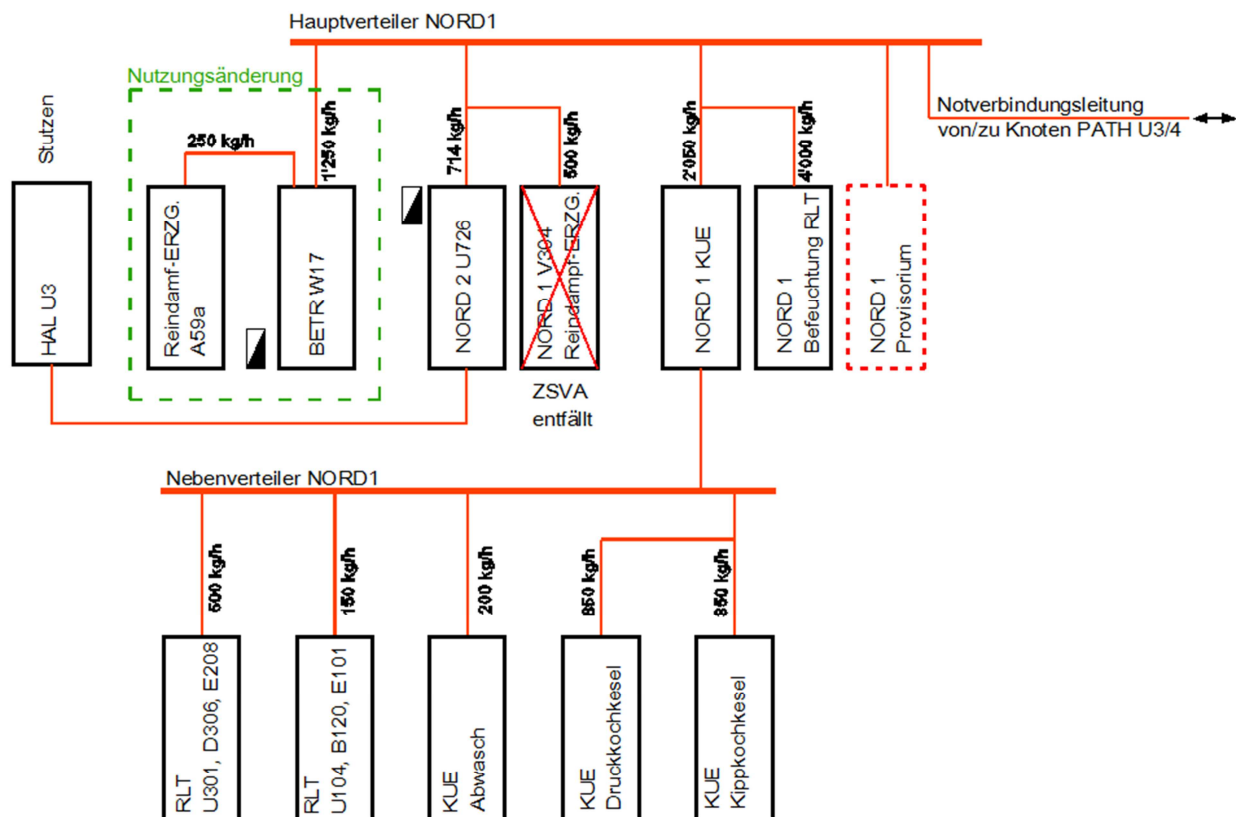 Hauptverteiler NORD1
Nutzungsänderung
Stutzen
Notverbindungsleitung
von/zu Knoten PATH U3/4
250 kg/h
1'250 kg/h
714 kg/h
500 kg/h
2'050 kg/h
4'000 kg/h
HAL U3
Reindamf-ERZG.
A59a
BETR W17
NORD 2 U726
NORD 1 V304
Reindampf-ERZG.
NORD 1 KUE
NORD 1
Befeuchtung RLT
NORD 1
Provisorium
ZSVA
entfällt
Nebenverteiler NORD1
500 kg/h
150 kg/h
200 kg/h
850 kg/h
350 kg/h
RLT
U301, D306, E208
RLT
U104, B120, E101
KUE
Abwasch
KUE
Druckkochkesel
KUE
Kippkochkesel